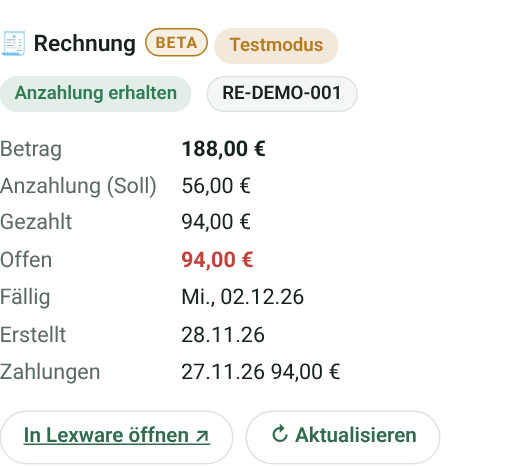 Rechnung BETA Testmodus
Anzahlung erhalten RE-DEMO-001
Betrag 188,00 €
Anzahlung (Soll) 56,00 €
Gezahlt 94,00 €
Offen 94,00 €
Fällig Mi., 02.12.26
Erstellt 28.11.26
Zahlungen 27.11.26 94,00 €
In Lexware öffnen ↗ ↻ Aktualisieren